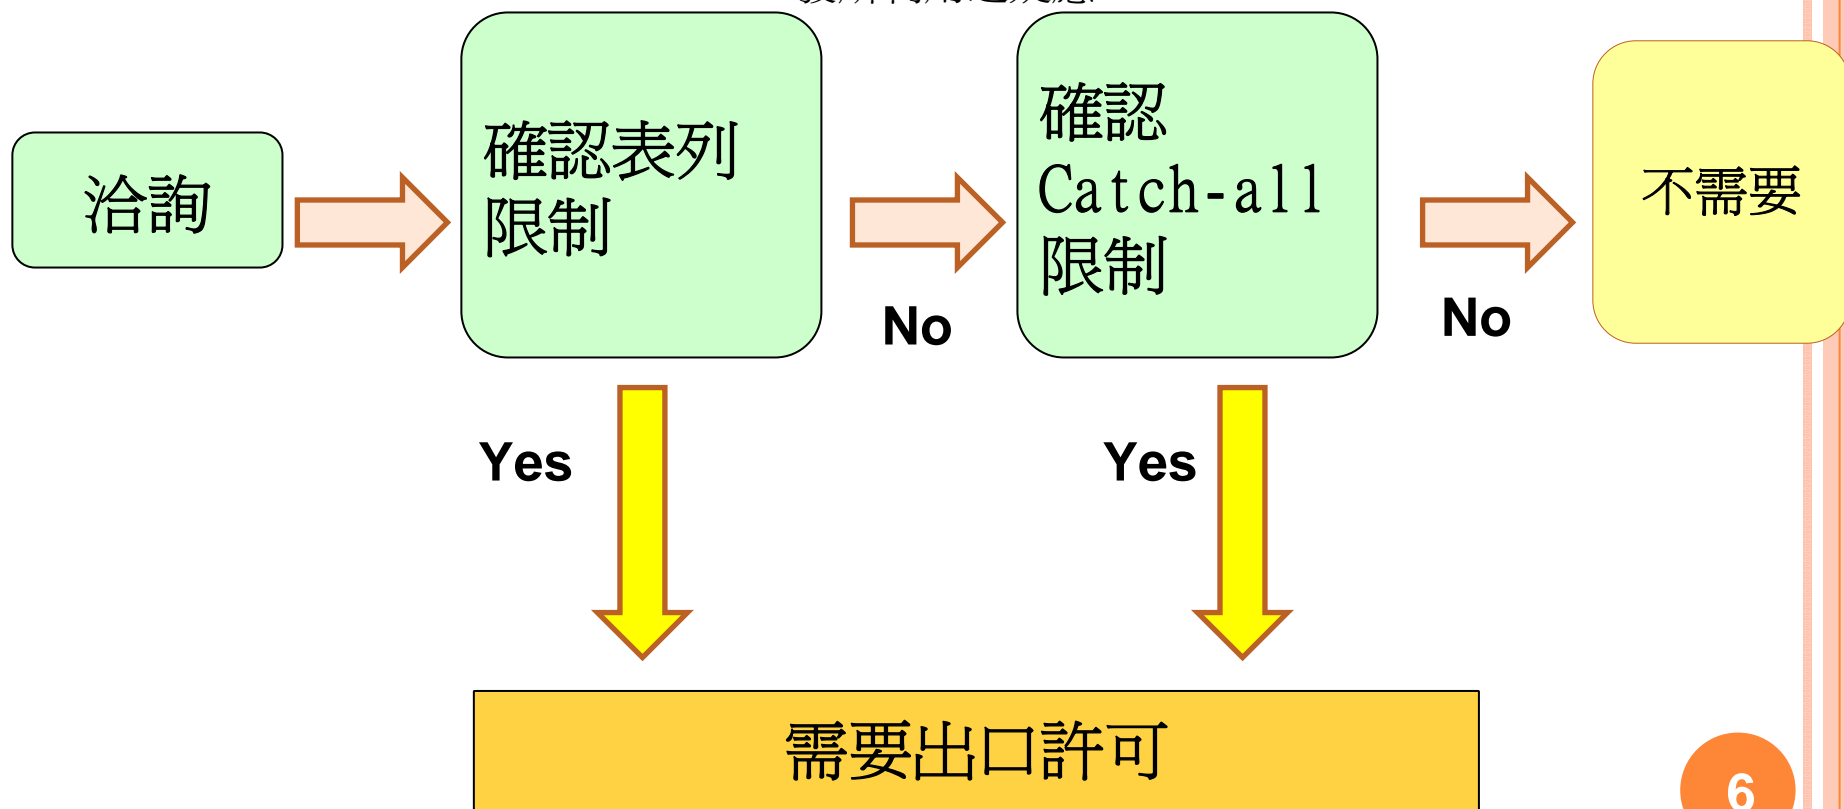 洽詢
確認表列
限制
No
確認
Catch-all
限制
No
不需要
Yes
Yes
需要出口許可
6